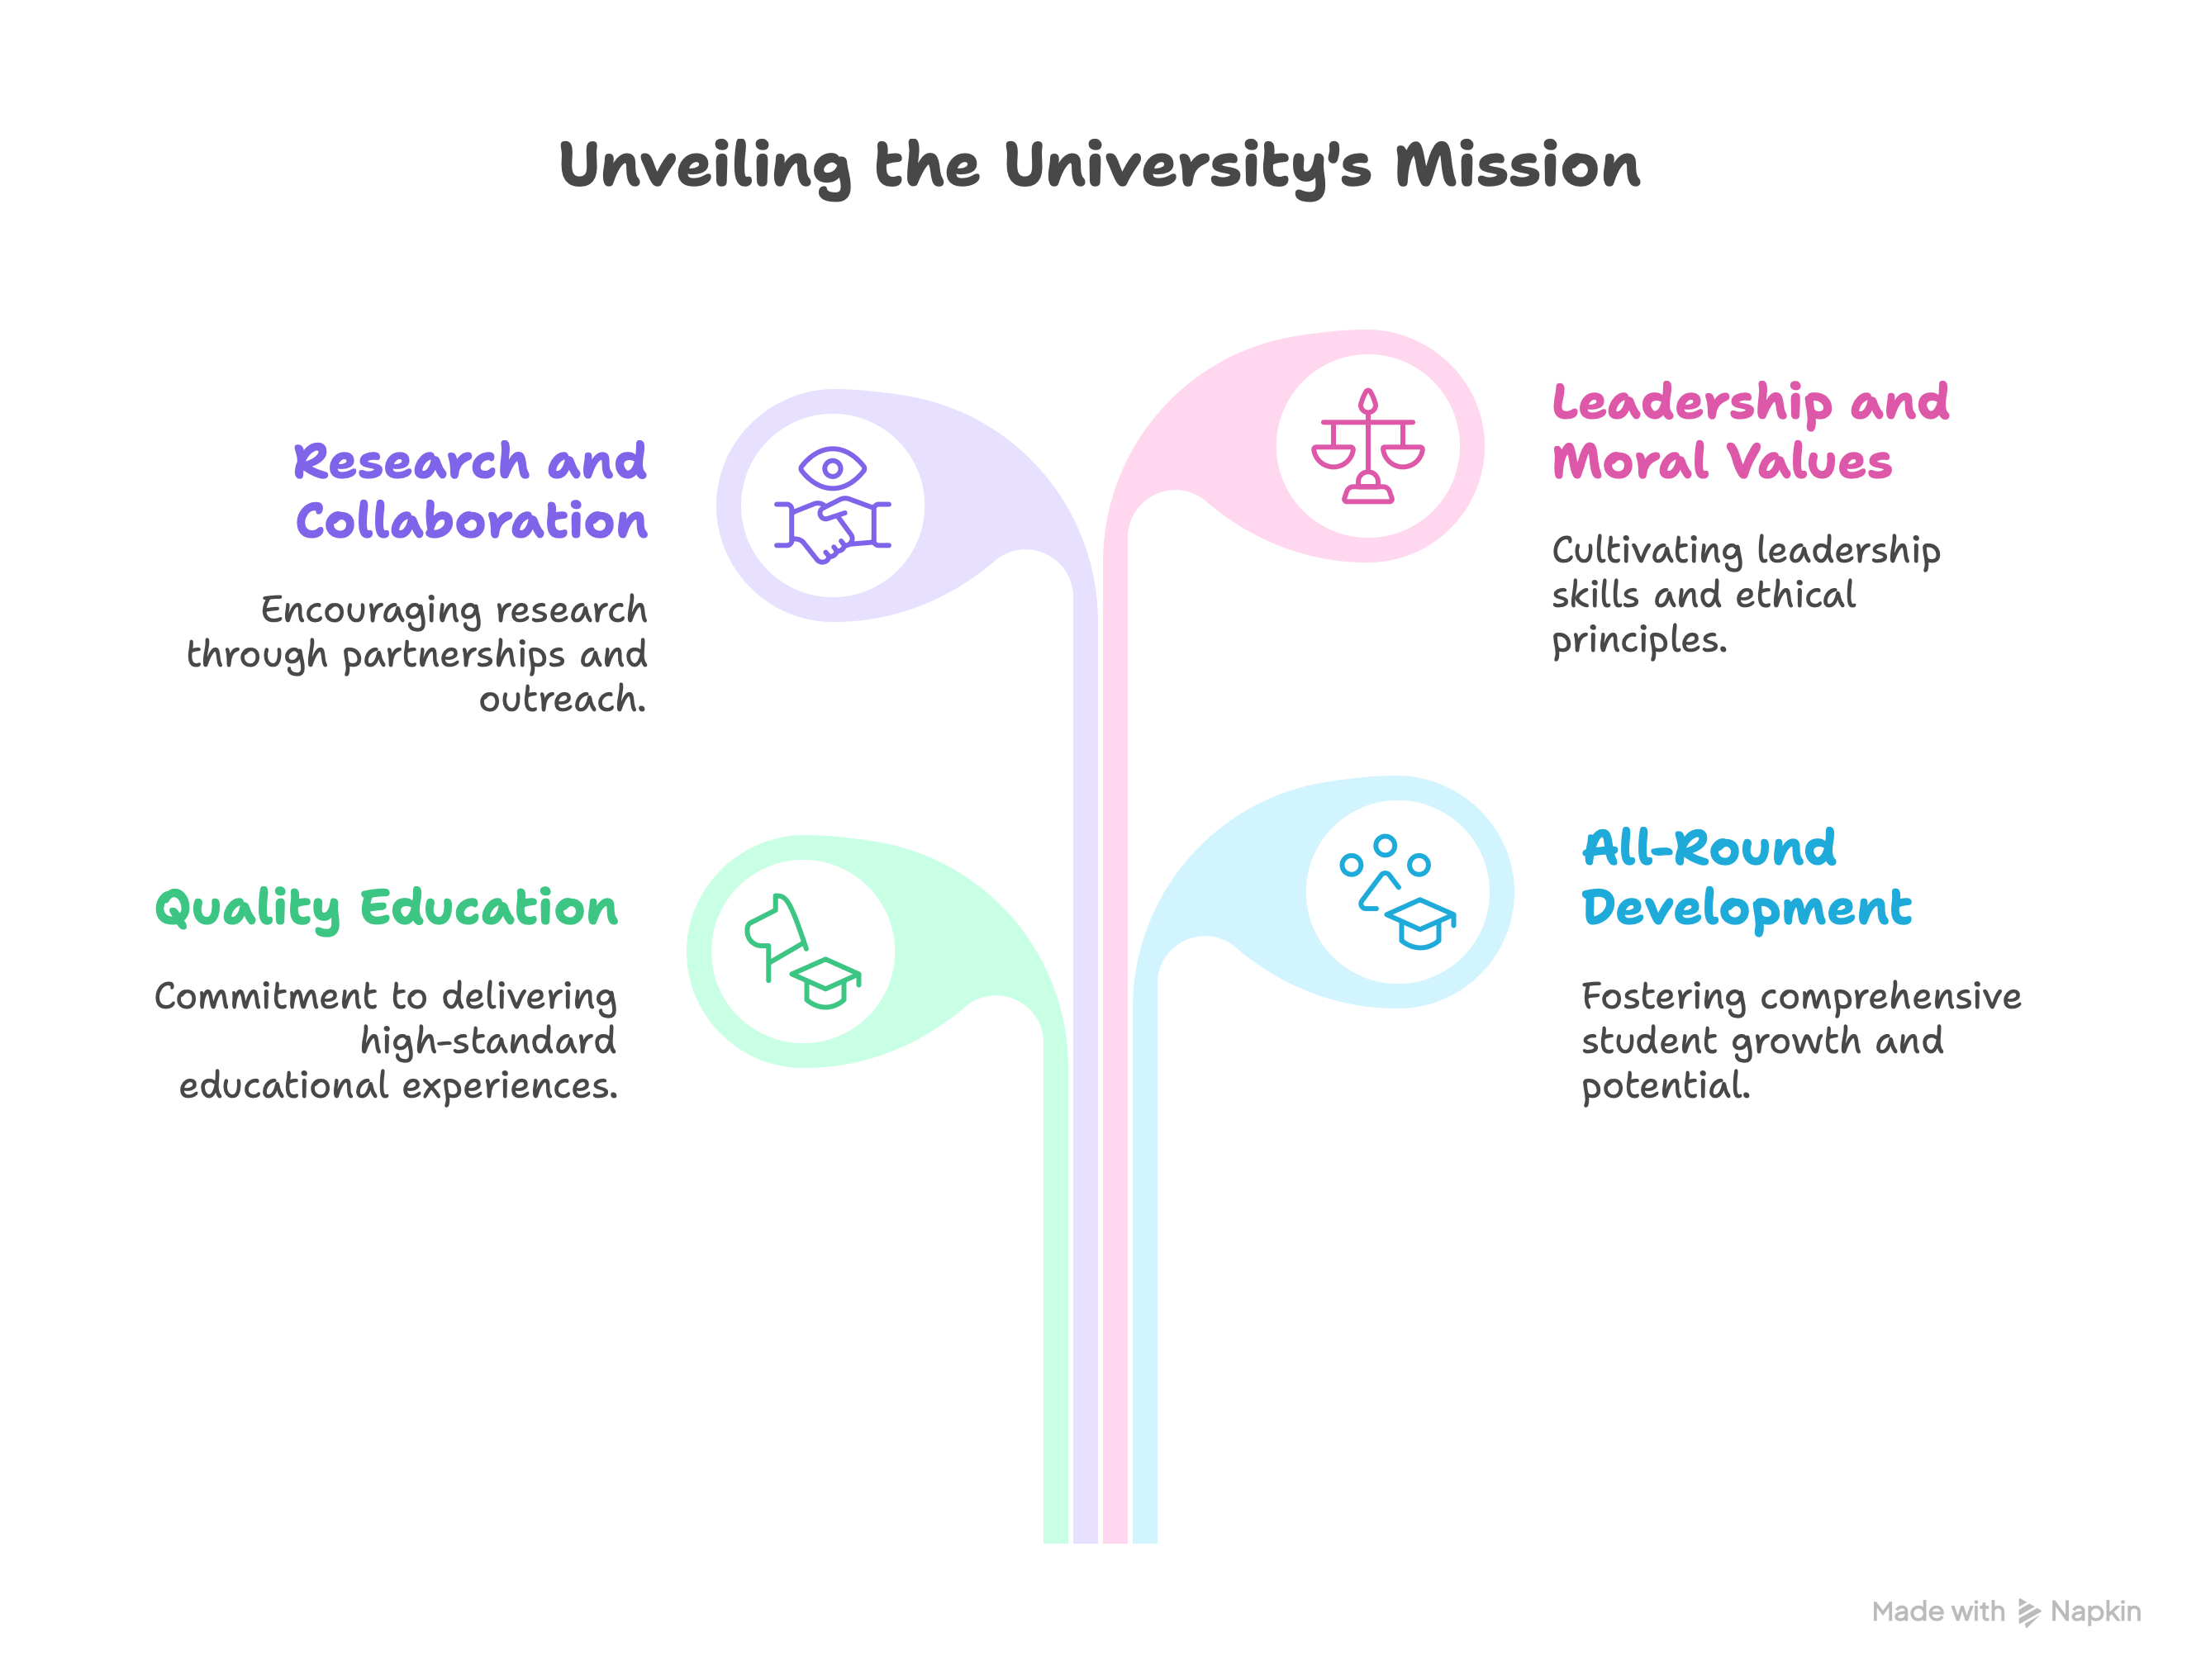 Unveiling the University's Mission
Research and
Collaboration
Encouraging research
through partnerships and
outreach.
Leadership and
Moral Values
Cultivating leadership
skills and ethical
principles.
Quality Education
Commitment to delivering
high-standard
educational experiences.
All-Round
Development
Fostering comprehensive
student growth and
potential.
Made with Napkin